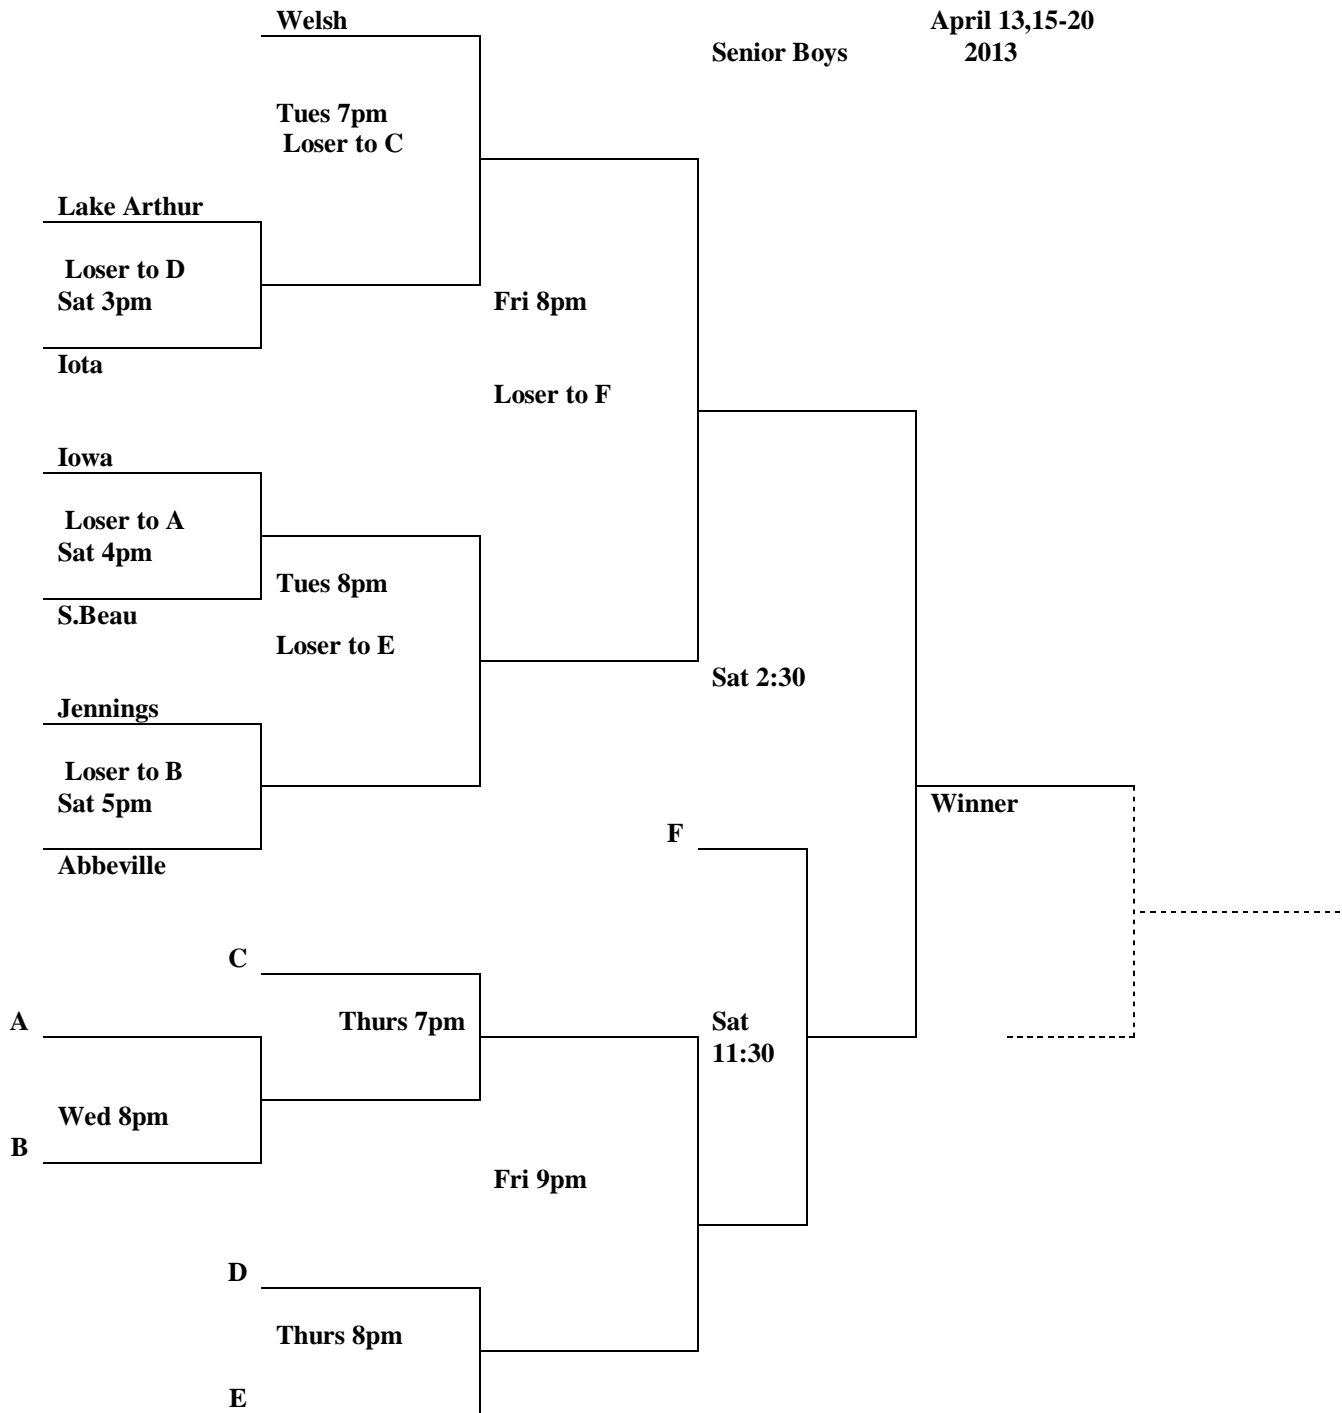 Welsh
April 13,15-20
Senior Boys
2013
Tues 7pm
Loser to C
Lake Arthur
Loser to D
Sat 3pm
Fri 8pm
Iota
Loser to F
Iowa
Loser to A
Sat 4pm
Tues 8pm
S.Beau
Loser to E
Sat 2:30
Jennings
Loser to B
Sat 5pm
Winner
F
Abbeville
C
A
Thurs 7pm
Sat
11:30
Wed 8pm
B
Fri 9pm
D
Thurs 8pm
E